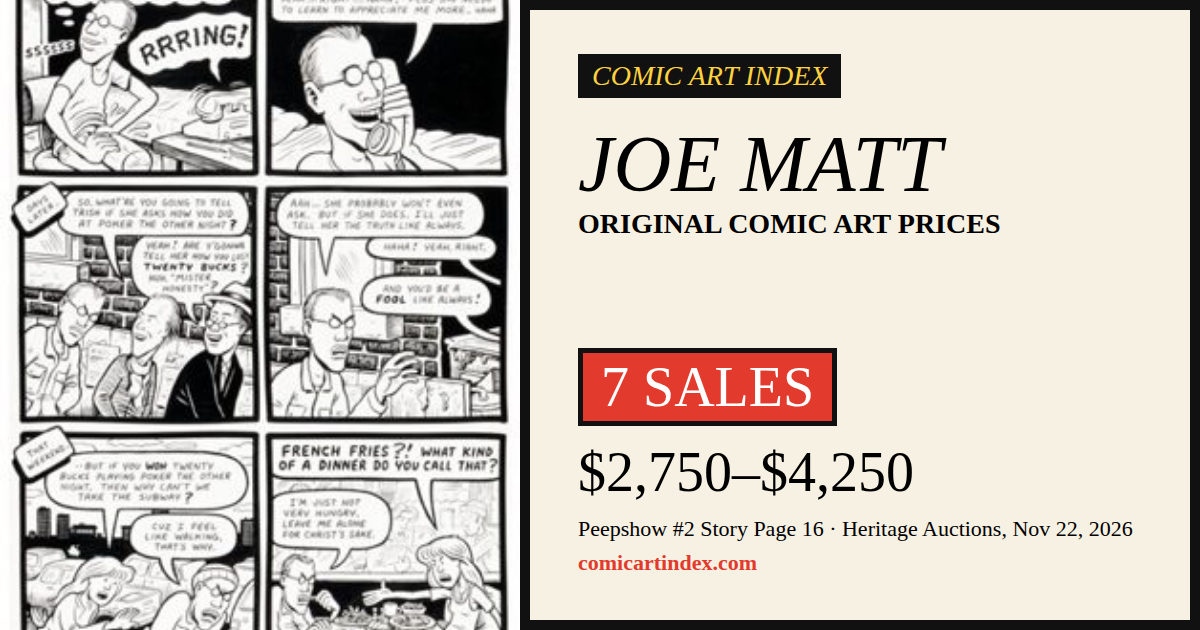 SSSSSS
RRRING!
TO LEARN TO APPRECIATE ME MORE.. HAHA
DAYS
LATER..
SO, WHAT'RE YOU GOING TO TELL
TRISH IF SHE ASKS HOW YOU DID
AT POKER THE OTHER NIGHT?
YEAH! ARE Y'GONNA
TELL HER HOW YOU LOST
TWENTY BUCKS?
HUH, "MISTER
HONESTY"?
AAH... SHE PROBABLY WON'T EVEN
ASK.. BUT IF SHE DOES, I'LL JUST
TELL HER THE TRUTH LIKE ALWAYS.
HAHA! YEAH, RIGHT.
AND YOU'D BE A
FOOL LIKE ALWAYS!
THAT
WEEKEND..
..BUT IF YOU WON TWENTY
BUCKS PLAYING POKER THE OTHER
NIGHT, THEN WHY CAN'T WE
TAKE THE SUBWAY?
CUZ I FEEL
LIKE WALKING,
THAT'S WHY.
FRENCH FRIES?! WHAT KIND
OF A DINNER DO YOU CALL THAT?
I'M JUST NOT
VERY HUNGRY,
LEAVE ME ALONE
FOR CHRIST'S SAKE.
COMIC ART INDEX
JOE MATT
ORIGINAL COMIC ART PRICES
7 SALES
$2,750–$4,250
Peepshow #2 Story Page 16 · Heritage Auctions, Nov 22, 2026
comicartindex.com